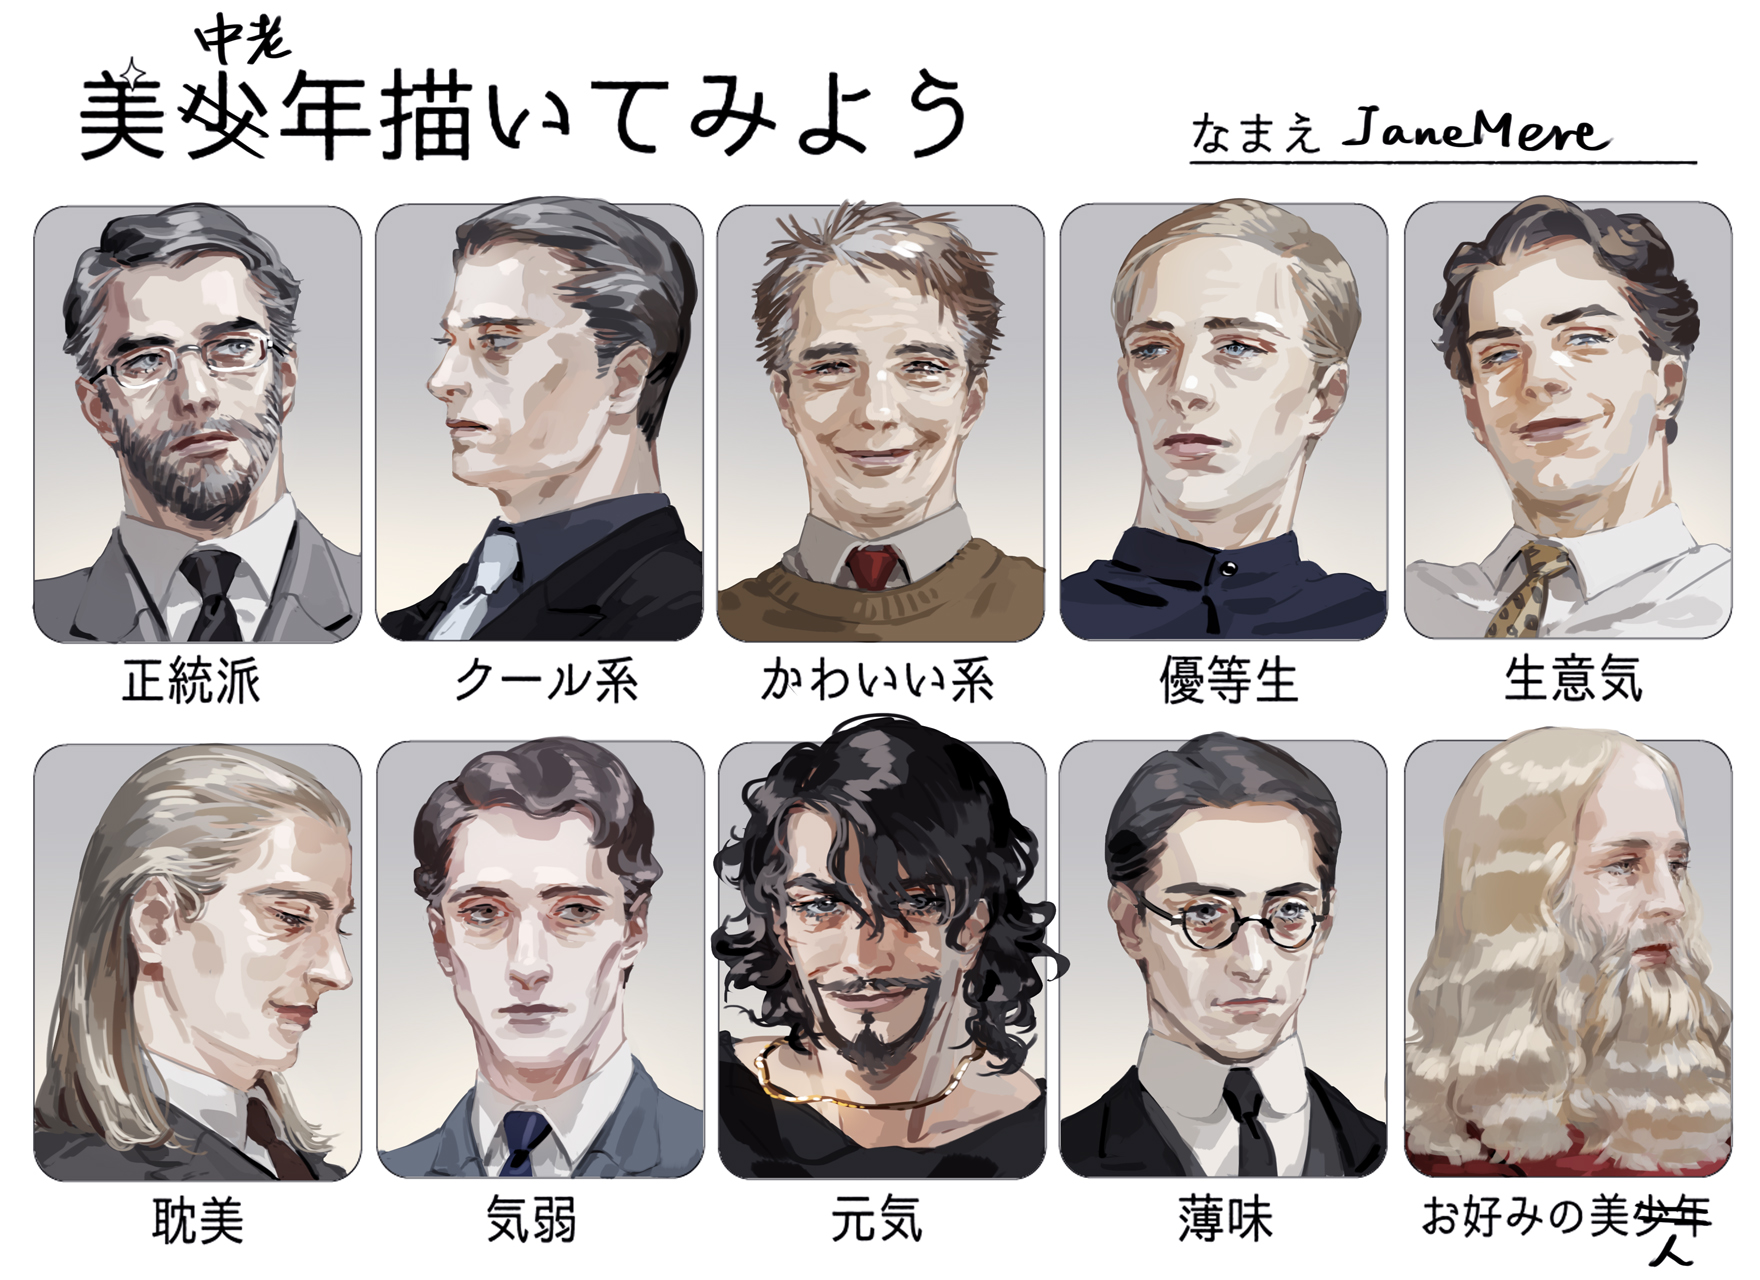 中老
美少年描いてみよう
なまえ JaneMere
正統派
クール系
かわいい系
優等生
生意気
耽美
気弱
元気
薄味
お好みの美少年
人